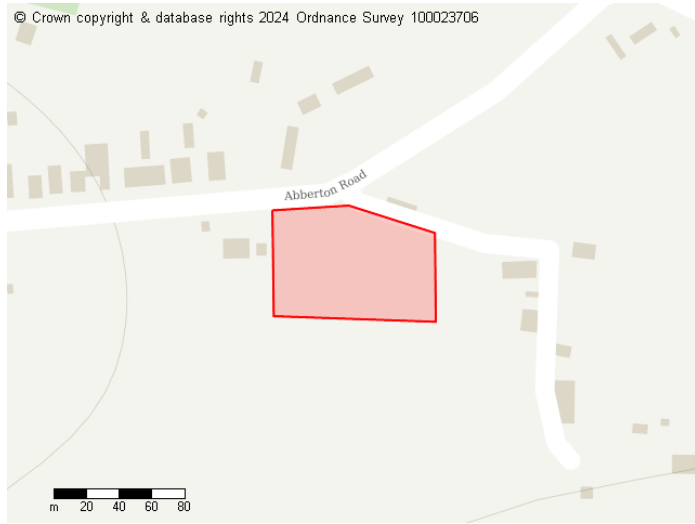 © Crown copyright & database rights 2024 Ordnance Survey 100023706
Abberton Road
m 20 40 60 80